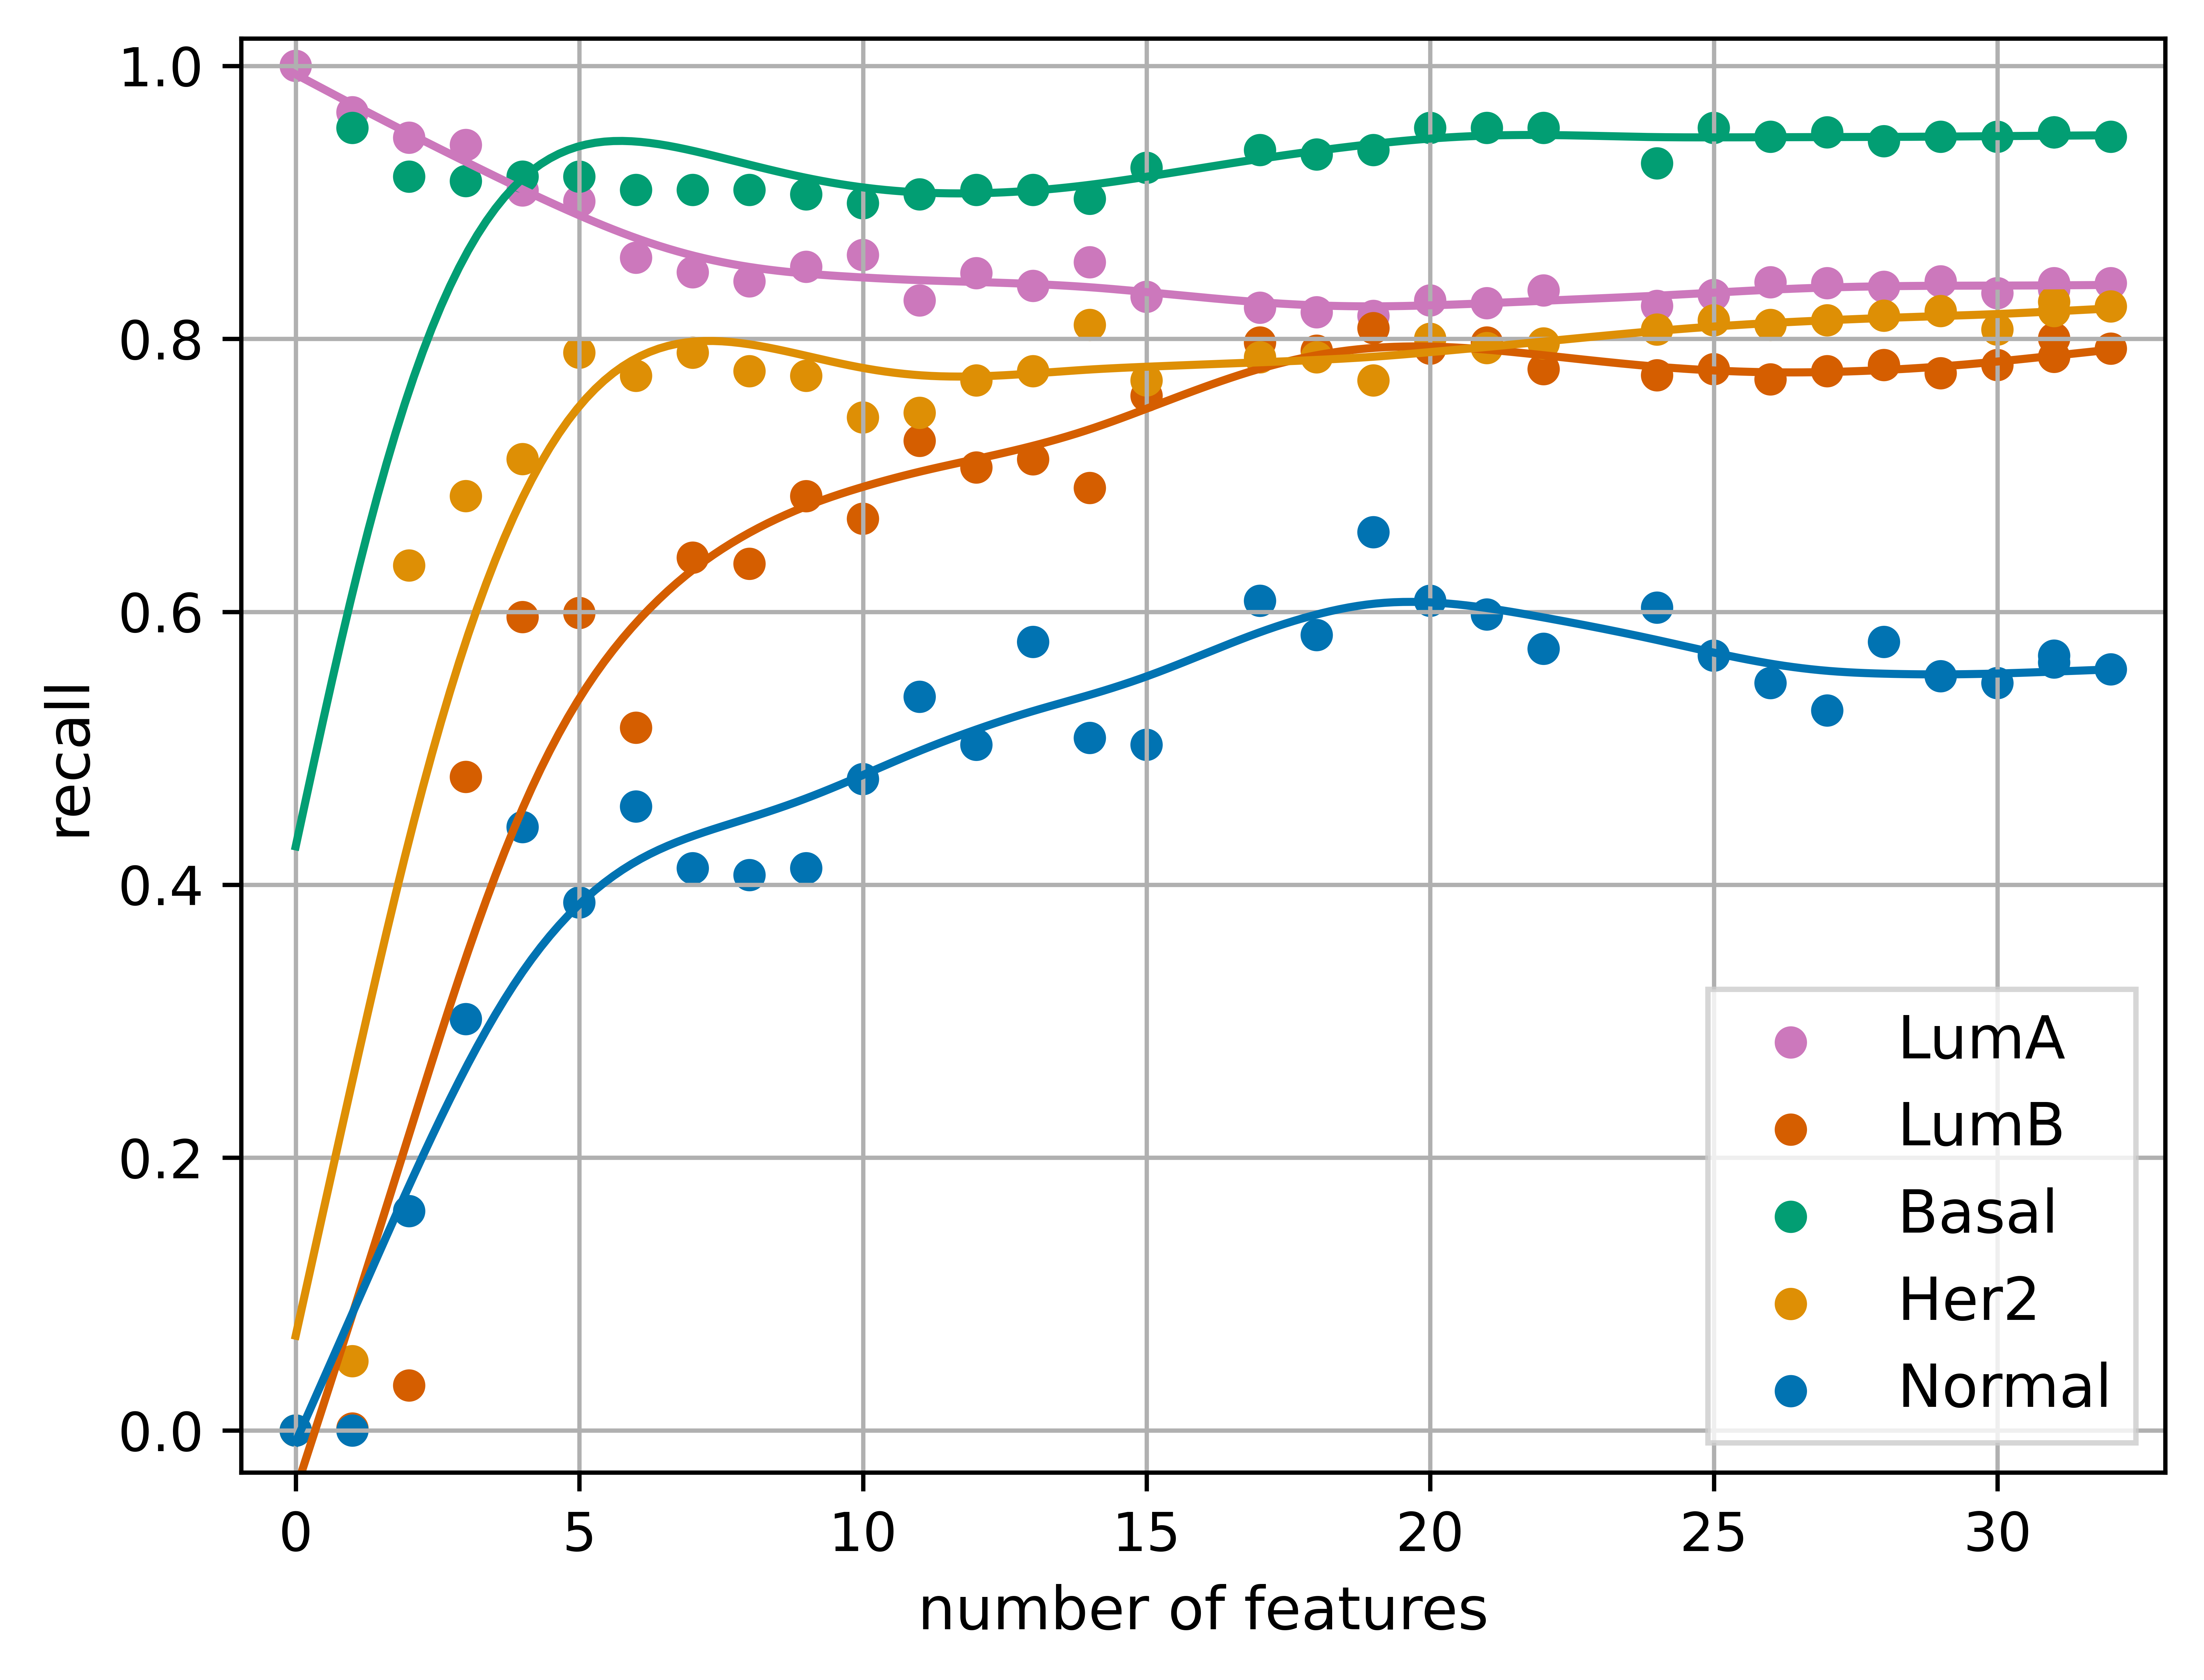 1.0
0.8
0.6
0.4
0.2
0.0
recall
0 5 10 15 20 25 30
number of features
LumA
LumB
Basal
Her2
Normal